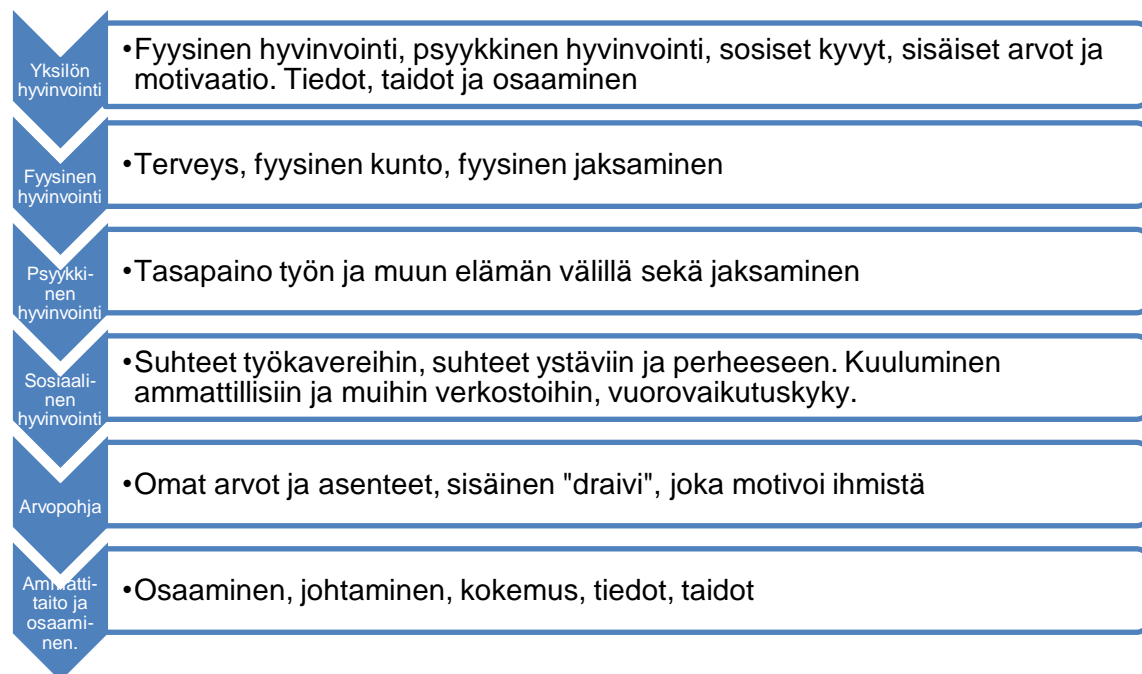 Yksilön
hyvinvointi
•Fyysinen hyvinvointi, psyykkinen hyvinvointi, sosiset kyvyt, sisäiset arvot ja
motivaatio. Tiedot, taidot ja osaaminen
Fyysinen
hyvinvointi
•Terveys, fyysinen kunto, fyysinen jaksaminen
Psyykki-
nen
hyvinvointi
•Tasapaino työn ja muun elämän välillä sekä jaksaminen
Sosiaali-
nen
hyvinvointi
•Suhteet työkavereihin, suhteet ystäviin ja perheeseen. Kuuluminen
ammattillisiin ja muihin verkostoihin, vuorovaikutuskyky.
Arvopohja
•Omat arvot ja asenteet, sisäinen "draivi", joka motivoi ihmistä
Ammatti-
taito ja
osaami-
nen.
•Osaaminen, johtaminen, kokemus, tiedot, taidot